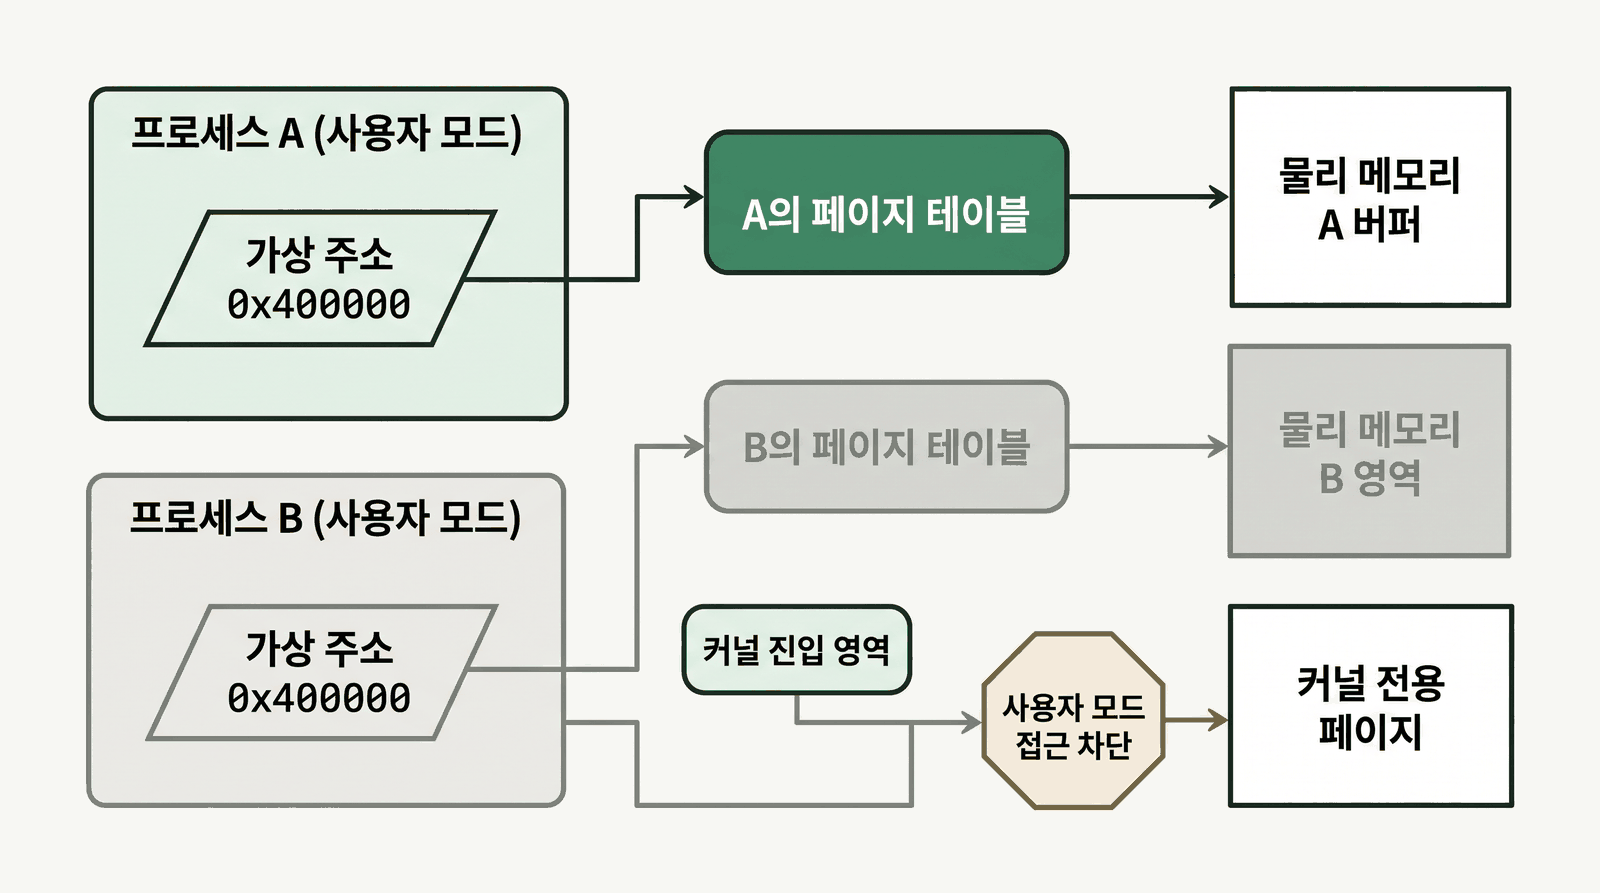 프로세스 A (사용자 모드)
가상 주소
0x400000
A의 페이지 테이블
물리 메모리
A 버퍼
프로세스 B (사용자 모드)
가상 주소
0x400000
B의 페이지 테이블
물리 메모리
B 영역
커널 진입 영역
사용자 모드
접근 차단
커널 전용
페이지